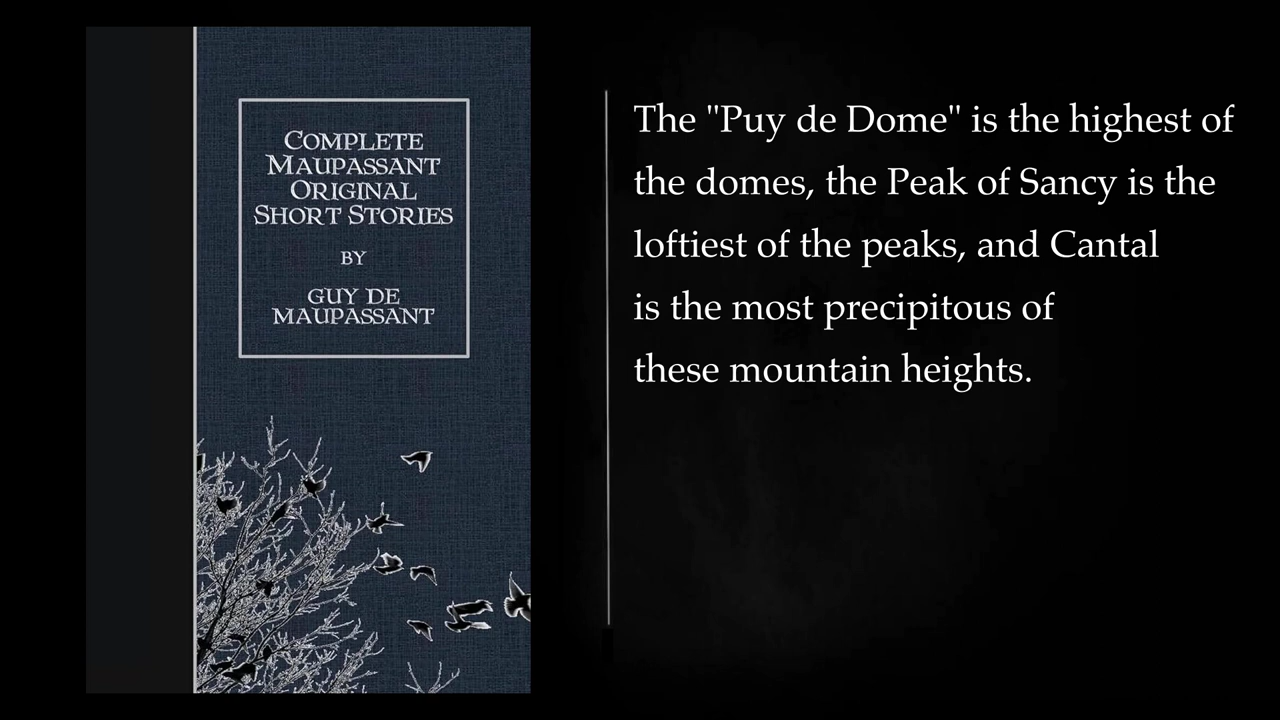 COMPLETE
MAUPASSANT
ORIGINAL
SHORT STORIES
BY
GUY DE
MAUPASSANT
The "Puy de Dome" is the highest of
the domes, the Peak of Sancy is the
loftiest of the peaks, and Cantal
is the most precipitous of
these mountain heights.